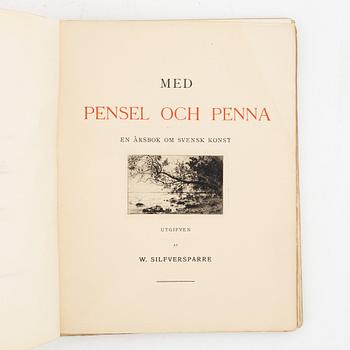 MED
PENSEL OCH PENNA
EN ÅRSBOK OM SVENSK KONST
UTGIFVEN
AF
W. SILFVERSPARRE